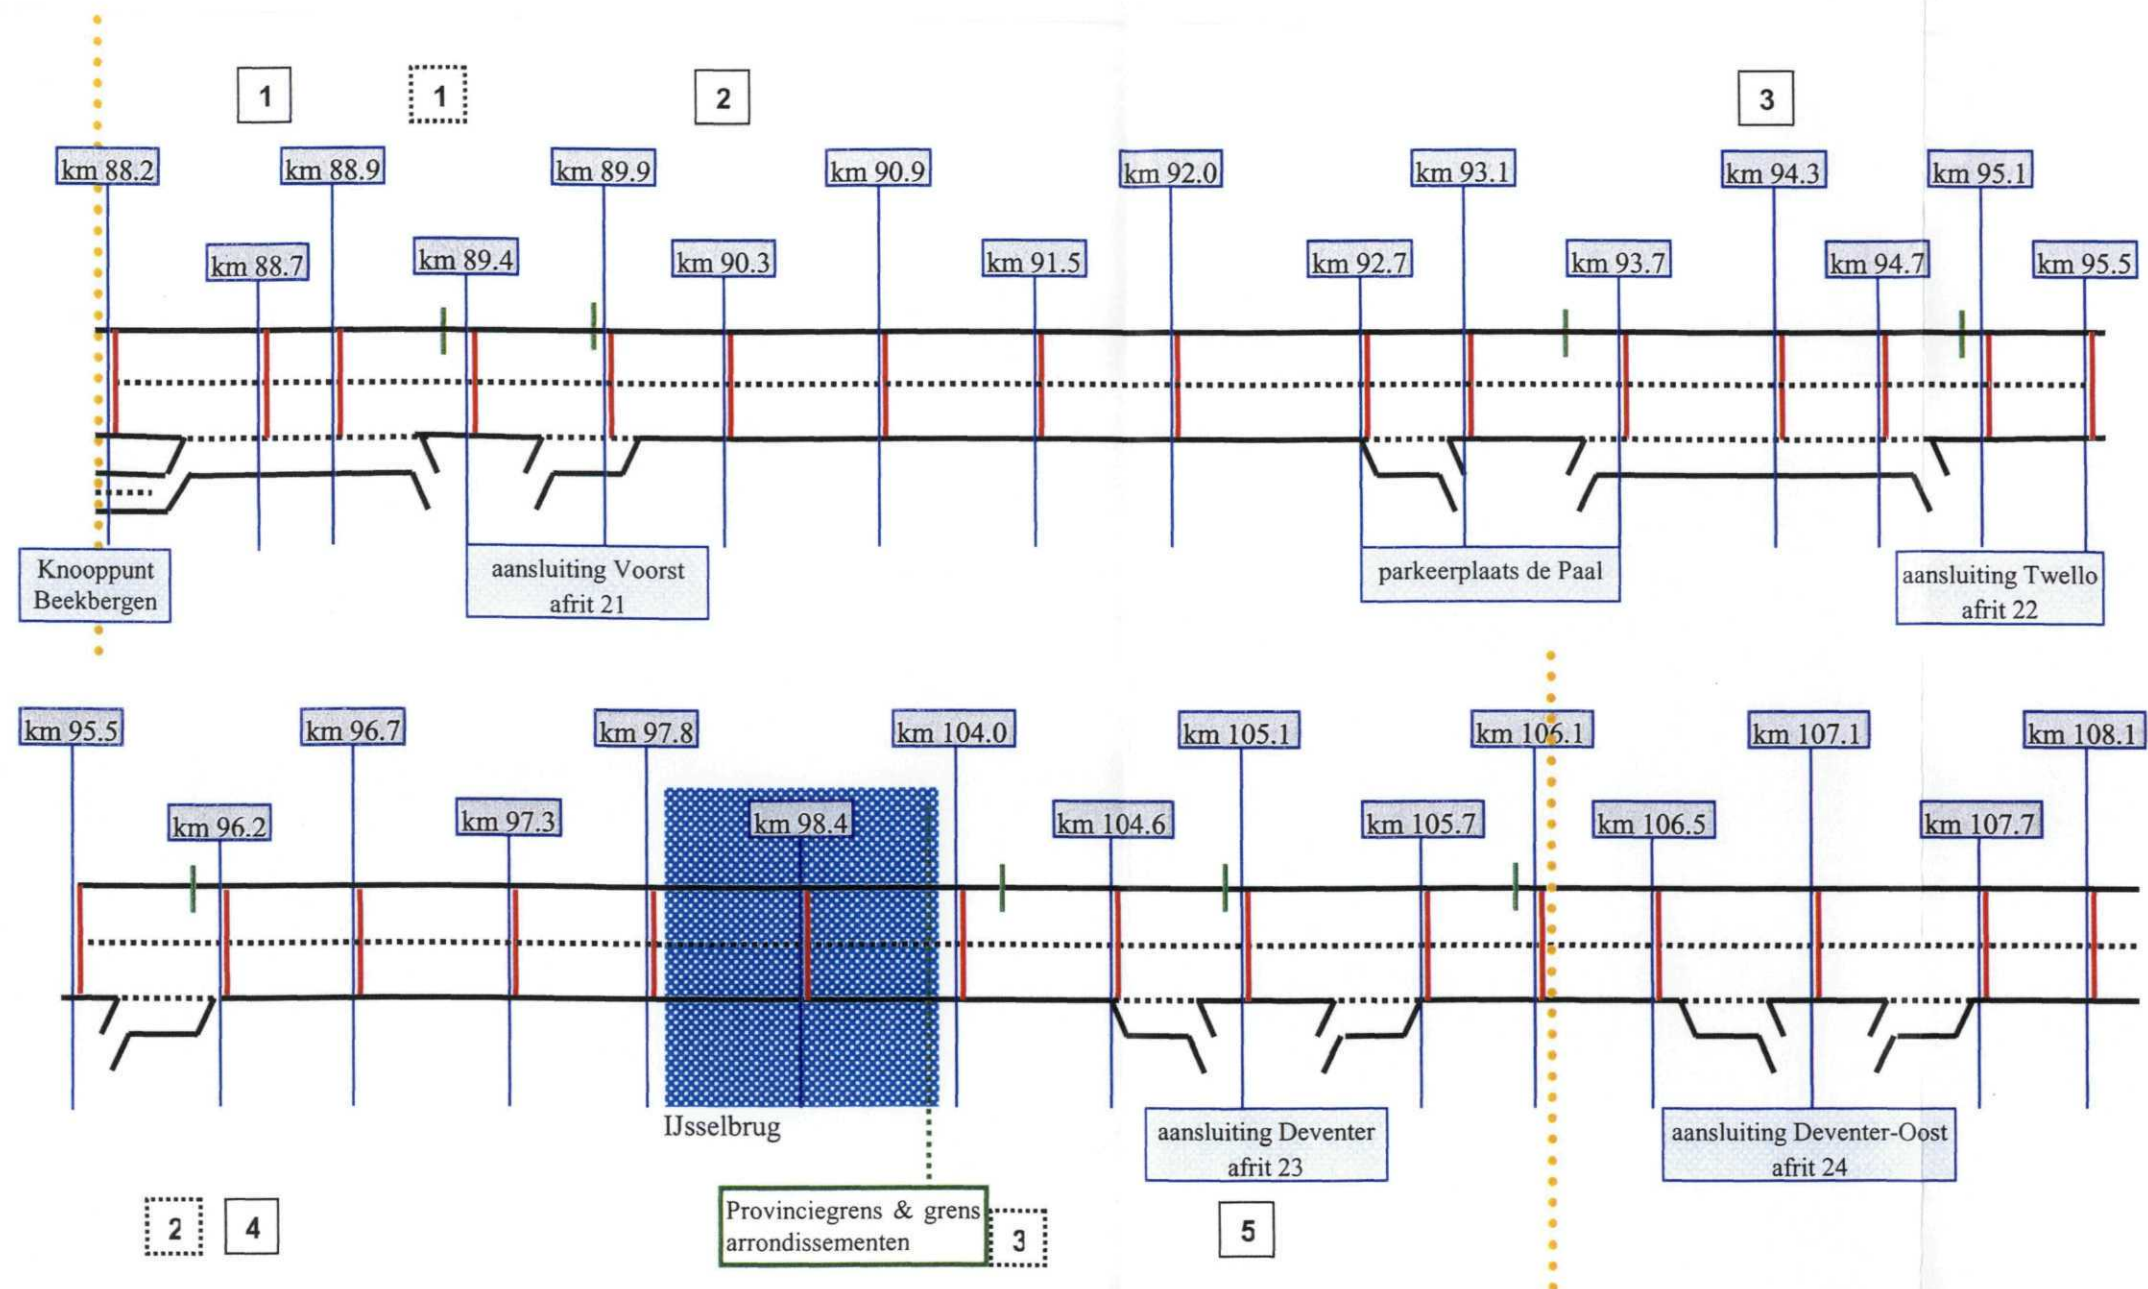 1 1 2 3
km 88.2 km 88.9 km 89.9 km 90.9 km 92.0 km 93.1 km 94.3 km 95.1
km 88.7 km 89.4 km 90.3 km 91.5 km 92.7 km 93.7 km 94.7 km 95.5
Knooppunt
Beekbergen
aansluiting Voorst
afrit 21
parkeerplaats de Paal
aansluiting Twello
afrit 22
km 95.5 km 96.7 km 97.8 km 104.0 km 105.1 km 106.1 km 107.1 km 108.1
km 96.2 km 97.3 km 98.4 km 104.6 km 105.7 km 106.5 km 107.7
IJsselbrug
aansluiting Deventer
afrit 23
aansluiting Deventer-Oost
afrit 24
2 4
Provinciegrens & grens
arrondissementen
3 5